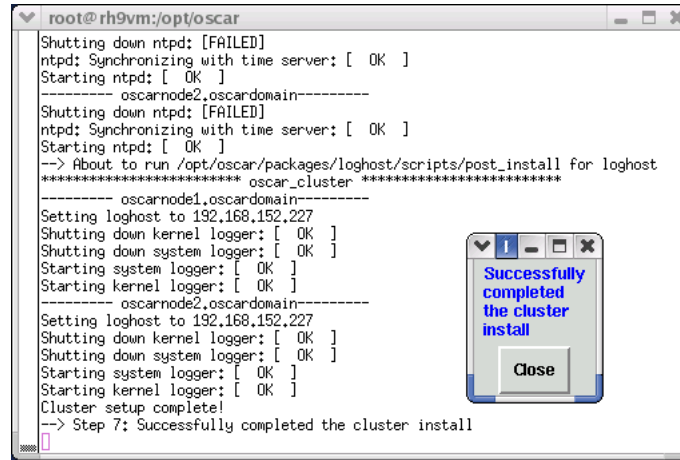 root@rh9vm:/opt/oscar
Shutting down ntpd: [FAILED]
ntpd: Synchronizing with time server: [  OK  ]
Starting ntpd: [  OK  ]
--------- oscarnode2.oscardomain---------
Shutting down ntpd: [FAILED]
ntpd: Synchronizing with time server: [  OK  ]
Starting ntpd: [  OK  ]
--> About to run /opt/oscar/packages/loghost/scripts/post_install for loghost
************************* oscar_cluster *************************
--------- oscarnode1.oscardomain---------
Setting loghost to 192.168.152.227
Shutting down kernel logger: [  OK  ]
Shutting down system logger: [  OK  ]
Starting system logger: [  OK  ]
Starting kernel logger: [  OK  ]
--------- oscarnode2.oscardomain---------
Setting loghost to 192.168.152.227
Shutting down kernel logger: [  OK  ]
Shutting down system logger: [  OK  ]
Starting system logger: [  OK  ]
Starting kernel logger: [  OK  ]
Cluster setup complete!
--> Step 7: Successfully completed the cluster install
Successfully
completed
the cluster
install
Close